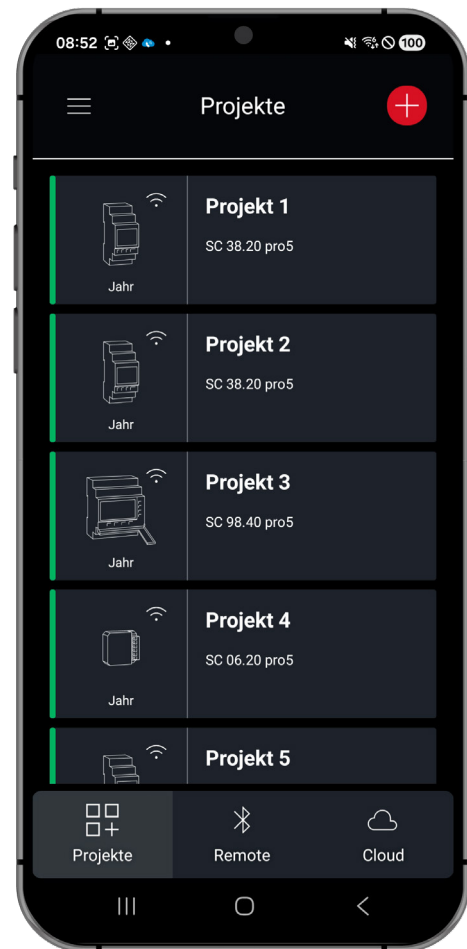 08:52
100
Projekte
Projekt 1
SC 38.20 pro5
Jahr
Projekt 2
SC 38.20 pro5
Jahr
Projekt 3
SC 98.40 pro5
Jahr
Projekt 4
SC 06.20 pro5
Jahr
Projekt 5
Projekte
Remote
Cloud